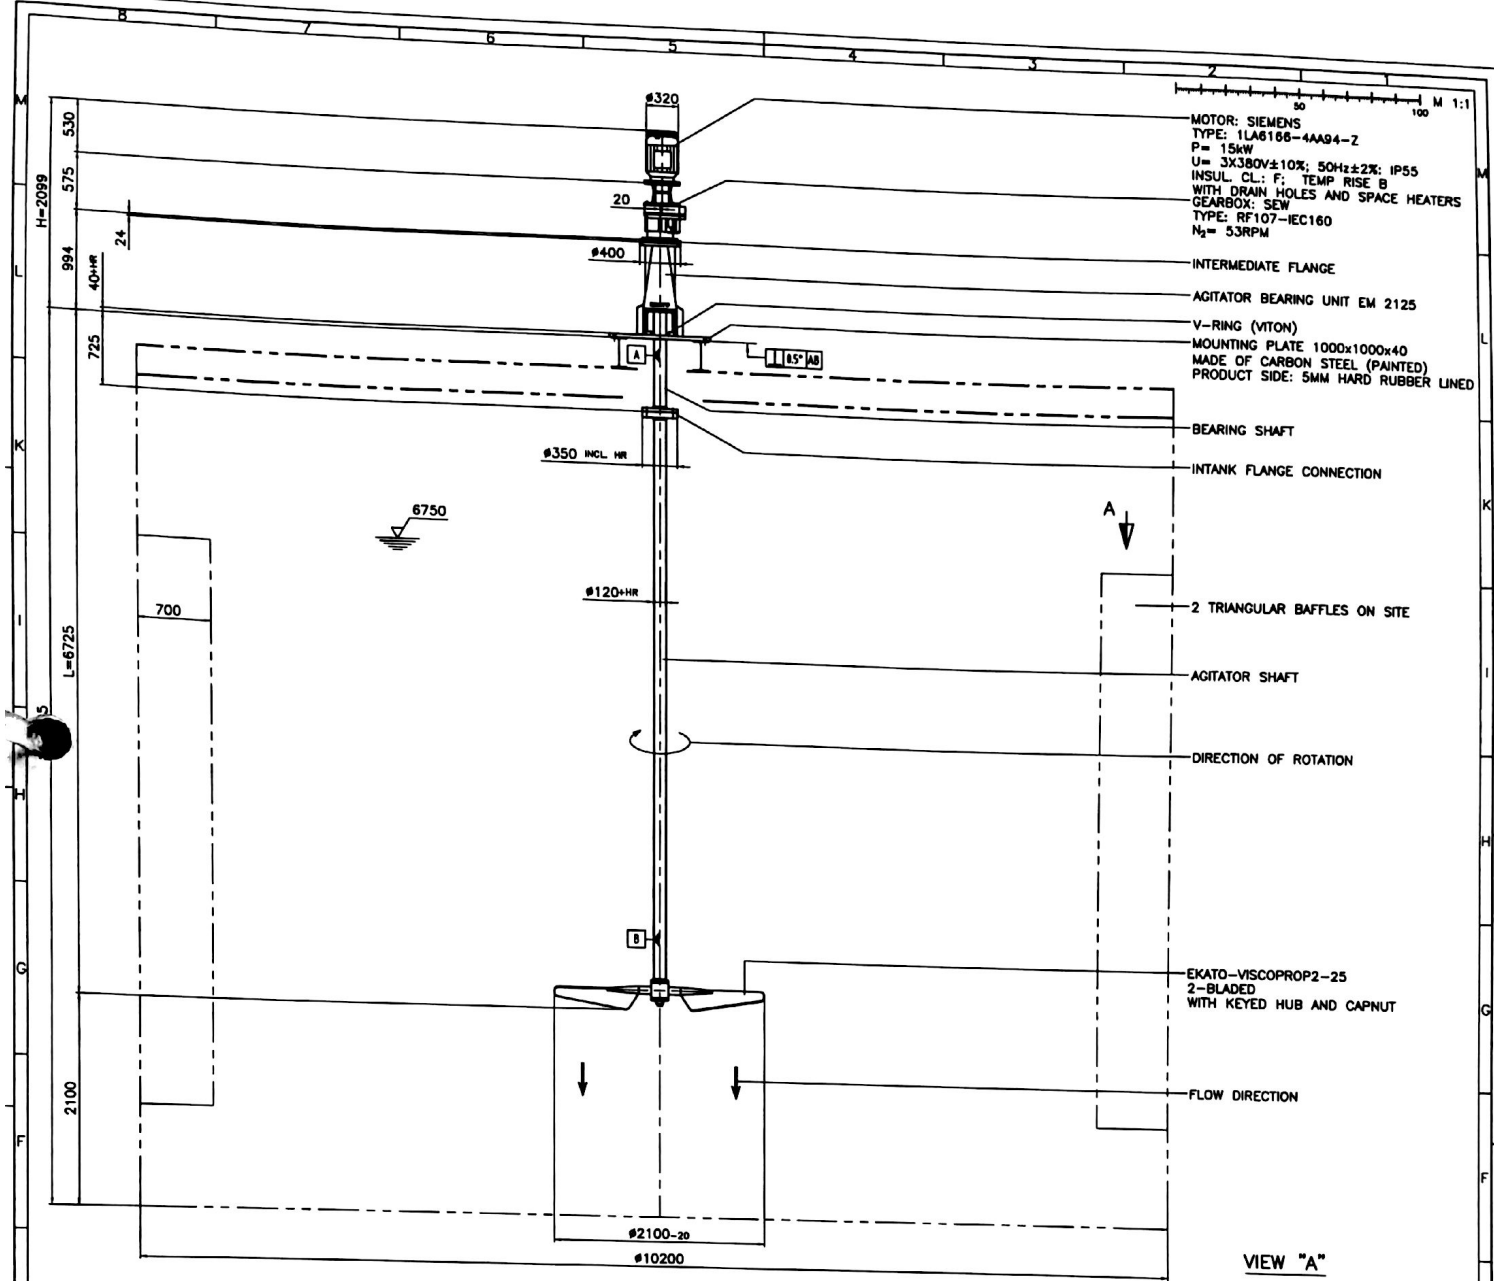 8 7 6 5 4 3 2 1
M
50 100 M 1:1
ø320
MOTOR: SIEMENS
TYPE: 1LA6166-4AA94-Z
P= 15kW
U= 3X380V±10%; 50Hz±2%; IP55
INSUL. CL.: F; TEMP RISE B
WITH DRAIN HOLES AND SPACE HEATERS
GEARBOX: SEW
TYPE: RF107-IEC160
N₂= 53RPM
M
530
575
H=2099
20
994
24
L
ø400
INTERMEDIATE FLANGE
40+HR
AGITATOR BEARING UNIT EM 2125
V-RING (VITON)
L
725
A
0.5° AB
MOUNTING PLATE 1000x1000x40
MADE OF CARBON STEEL (PAINTED)
PRODUCT SIDE: 5MM HARD RUBBER LINED
K
BEARING SHAFT
ø350 INCL. HR
INTANK FLANGE CONNECTION
6750
A
K
ø120+HR
700
2 TRIANGULAR BAFFLES ON SITE
I
L=6725
AGITATOR SHAFT
I
5
DIRECTION OF ROTATION
H
H
B
G
EKATO-VISCOPROP2-25
2-BLADED
WITH KEYED HUB AND CAPNUT
G
2100
FLOW DIRECTION
F
F
ø2100-20
ø10200
VIEW "A"